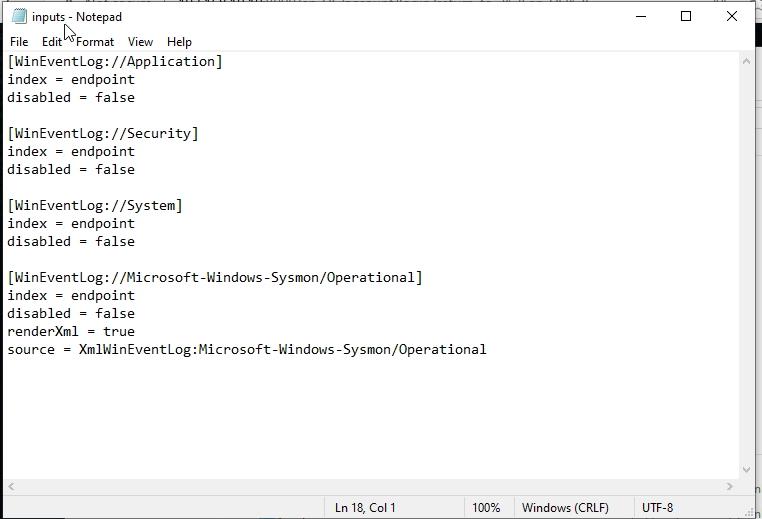 inputs - Notepad
File Edit Format View Help
[WinEventLog://Application]
index = endpoint
disabled = false
[WinEventLog://Security]
index = endpoint
disabled = false
[WinEventLog://System]
index = endpoint
disabled = false
[WinEventLog://Microsoft-Windows-Sysmon/Operational]
index = endpoint
disabled = false
renderXml = true
source = XmlWinEventLog:Microsoft-Windows-Sysmon/Operational
Ln 18, Col 1 100% Windows (CRLF) UTF-8